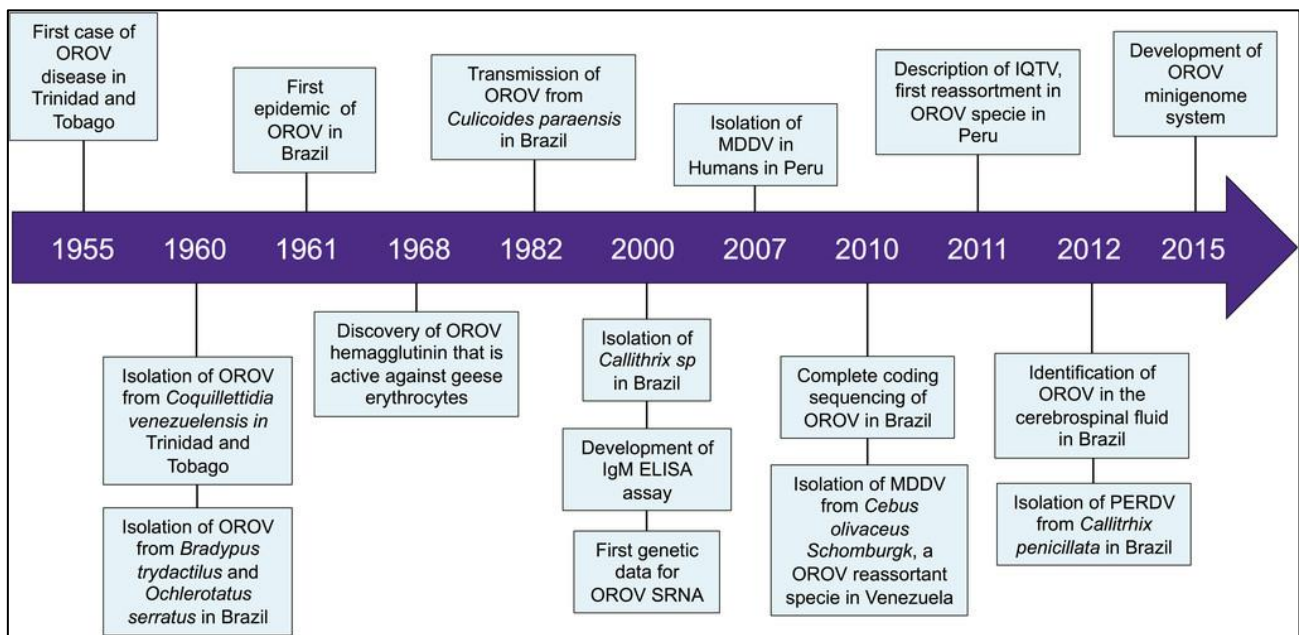 First case of
OROV
disease in
Trinidad and
Tobago
First
epidemic of
OROV in
Brazil
Transmission of
OROV from
Culicoides paraensis
in Brazil
Isolation of
MDDV in
Humans in Peru
Description of IQTV,
first reassortment in
OROV specie in
Peru
Development of
OROV
minigenome
system
1955 1960 1961 1968 1982 2000 2007 2010 2011 2012 2015
Isolation of OROV
from Coquillettidia
venezuelensis in
Trinidad and
Tobago
Isolation of OROV
from Bradypus
trydactilus and
Ochlerotatus
serratus in Brazil
Discovery of OROV
hemagglutinin that is
active against geese
erythrocytes
Isolation of
Callithrix sp
in Brazil
Development of
IgM ELISA
assay
First genetic
data for
OROV SRNA
Complete coding
sequencing of
OROV in Brazil
Isolation of MDDV
from Cebus
olivaceus
Schomburgk, a
OROV reassortant
specie in Venezuela
Identification of
OROV in the
cerebrospinal fluid
in Brazil
Isolation of PERDV
from Callitrhix
penicillata in Brazil